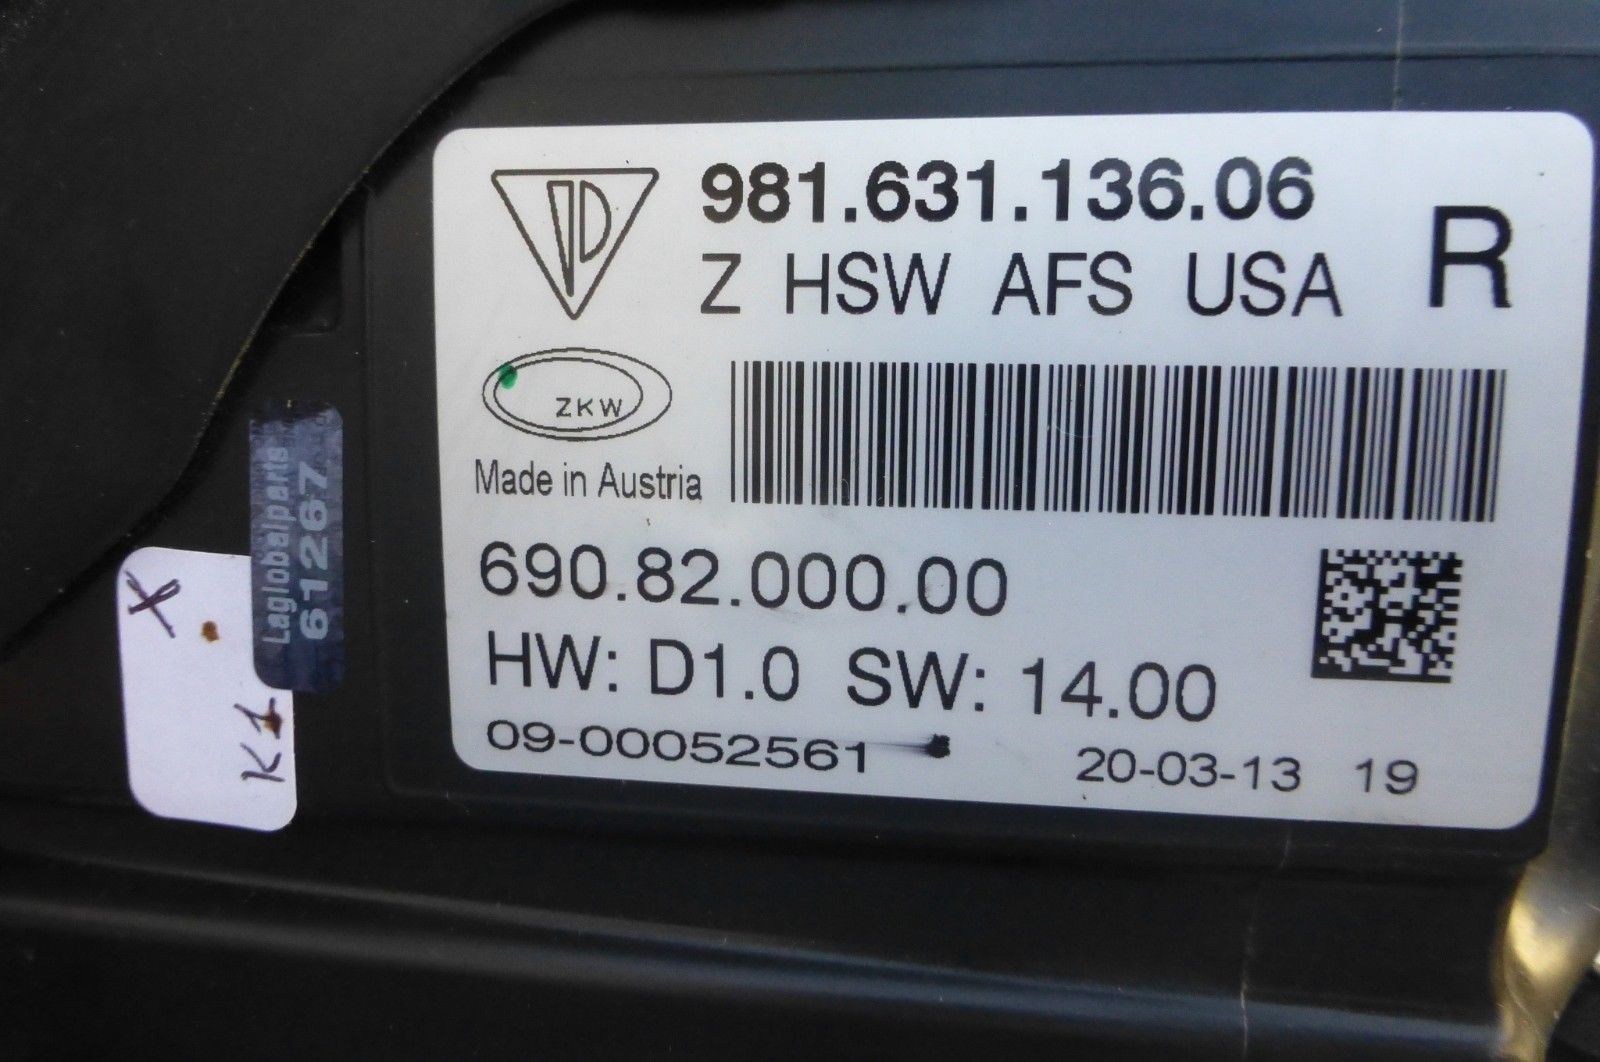 981.631.136.06
Z HSW AFS USA
R
ZKW
Made in Austria
690.82.000.00
HW: D1.0 SW: 14.00
09-00052561
20-03-13 19
Laglobalparts
61267
X
K1